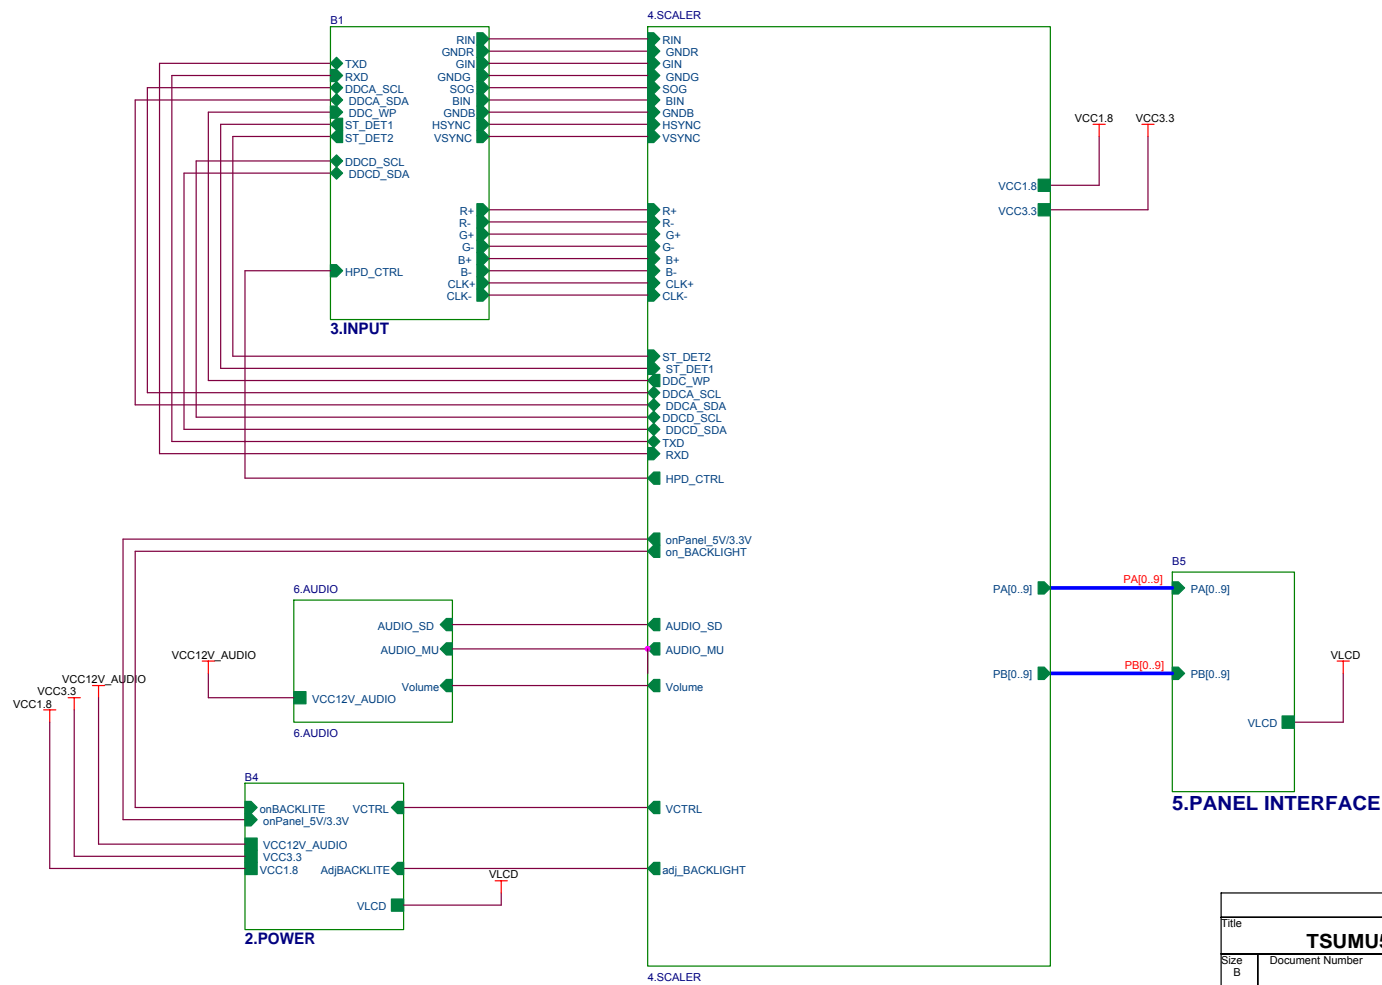 B1
TXD
RXD
DDCA_SCL
DDCA_SDA
DDC_WP
ST_DET1
ST_DET2
DDCD_SCL
DDCD_SDA
HPD_CTRL
RIN
GNDR
GIN
GNDG
SOG
BIN
GNDB
HSYNC
VSYNC
R+
R-
G+
G-
B+
B-
CLK+
CLK-
3.INPUT
4.SCALER
RIN
GNDR
GIN
GNDG
SOG
BIN
GNDB
HSYNC
VSYNC
R+
R-
G+
G-
B+
B-
CLK+
CLK-
ST_DET2
ST_DET1
DDC_WP
DDCA_SCL
DDCA_SDA
DDCD_SCL
DDCD_SDA
TXD
RXD
HPD_CTRL
onPanel_5V/3.3V
on_BACKLIGHT
AUDIO_SD
AUDIO_MU
Volume
VCTRL
adj_BACKLIGHT
VCC1.8
VCC3.3
PA[0..9]
PB[0..9]
4.SCALER
VCC1.8
VCC3.3
PA[0..9]
PB[0..9]
B5
PA[0..9]
PB[0..9]
VLCD
VLCD
5.PANEL INTERFACE
6.AUDIO
AUDIO_SD
AUDIO_MU
Volume
VCC12V_AUDIO
6.AUDIO
VCC12V_AUDIO
VCC12V_AUDIO
VCC3.3
VCC1.8
B4
onBACKLITE
onPanel_5V/3.3V
VCC12V_AUDIO
VCC3.3
VCC1.8
VCTRL
AdjBACKLITE
VLCD
VLCD
2.POWER
Title
TSUMU5
Size
B
Document Number